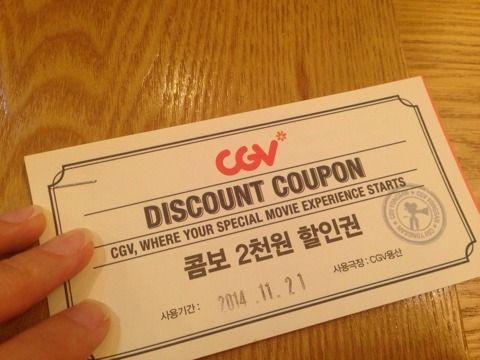 CGV
DISCOUNT COUPON
CGV, WHERE YOUR SPECIAL MOVIE EXPERIENCE STARTS
콤보 2천원 할인권
사용기간 : 2014 .11. 21 사용극장 : CGV용산